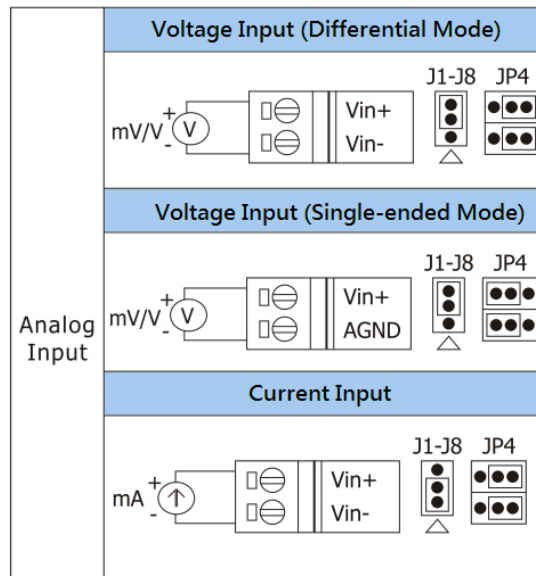 Voltage Input (Differential Mode)
J1-J8 JP4
+
mV/V V
-
Vin+
Vin-
Voltage Input (Single-ended Mode)
J1-J8 JP4
+
mV/V V
-
Vin+
AGND
Analog
Input
Current Input
J1-J8 JP4
+
mA
-
Vin+
Vin-